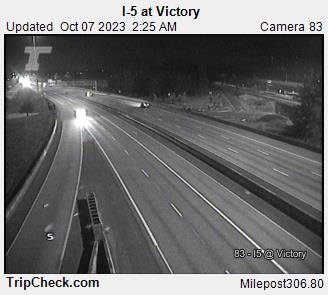 I-5 at Victory
Updated Oct 07 2023 2:25 AM Camera 83
T
S
83 - I5 @ Victory
TripCheck.com Milepost306.80